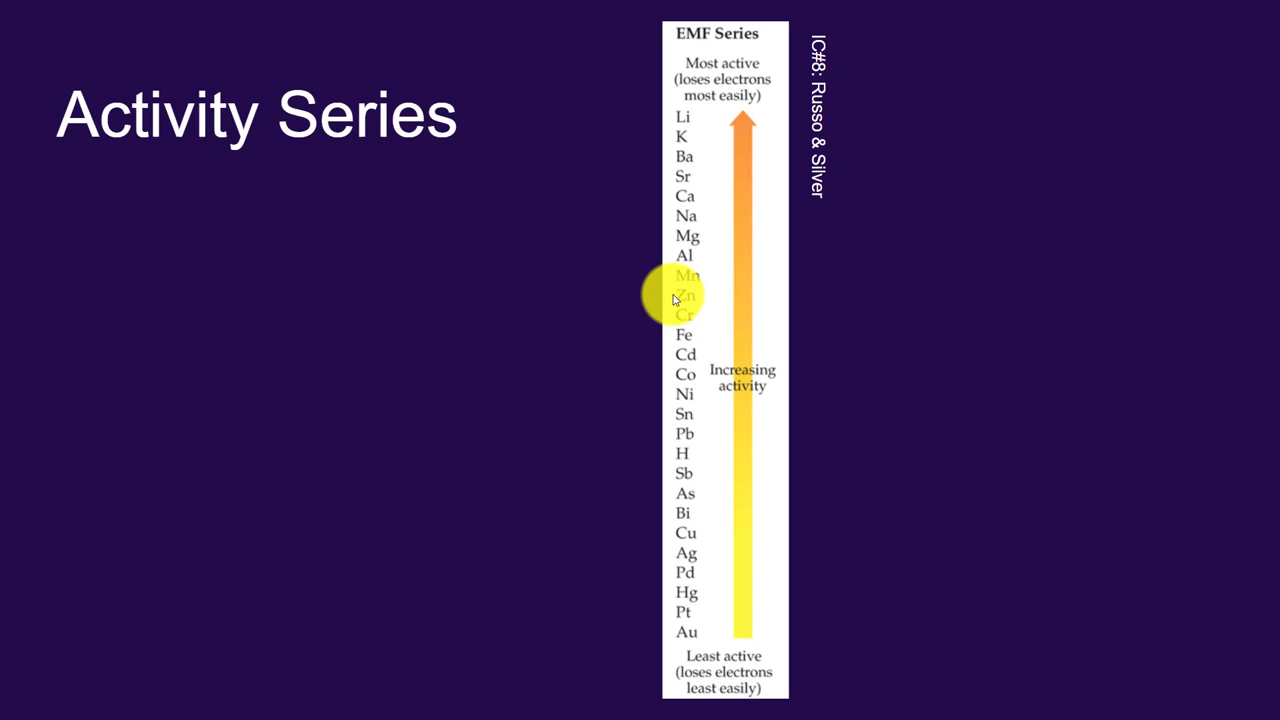 Activity Series
EMF Series
Most active
(loses electrons
most easily)
Li
K
Ba
Sr
Ca
Na
Mg
Al
Mn
Zn
Cr
Fe
Cd
Co
Ni
Sn
Pb
H
Sb
As
Bi
Cu
Ag
Pd
Hg
Pt
Au
Increasing
activity
Least active
(loses electrons
least easily)
IC#8: Russo & Silver